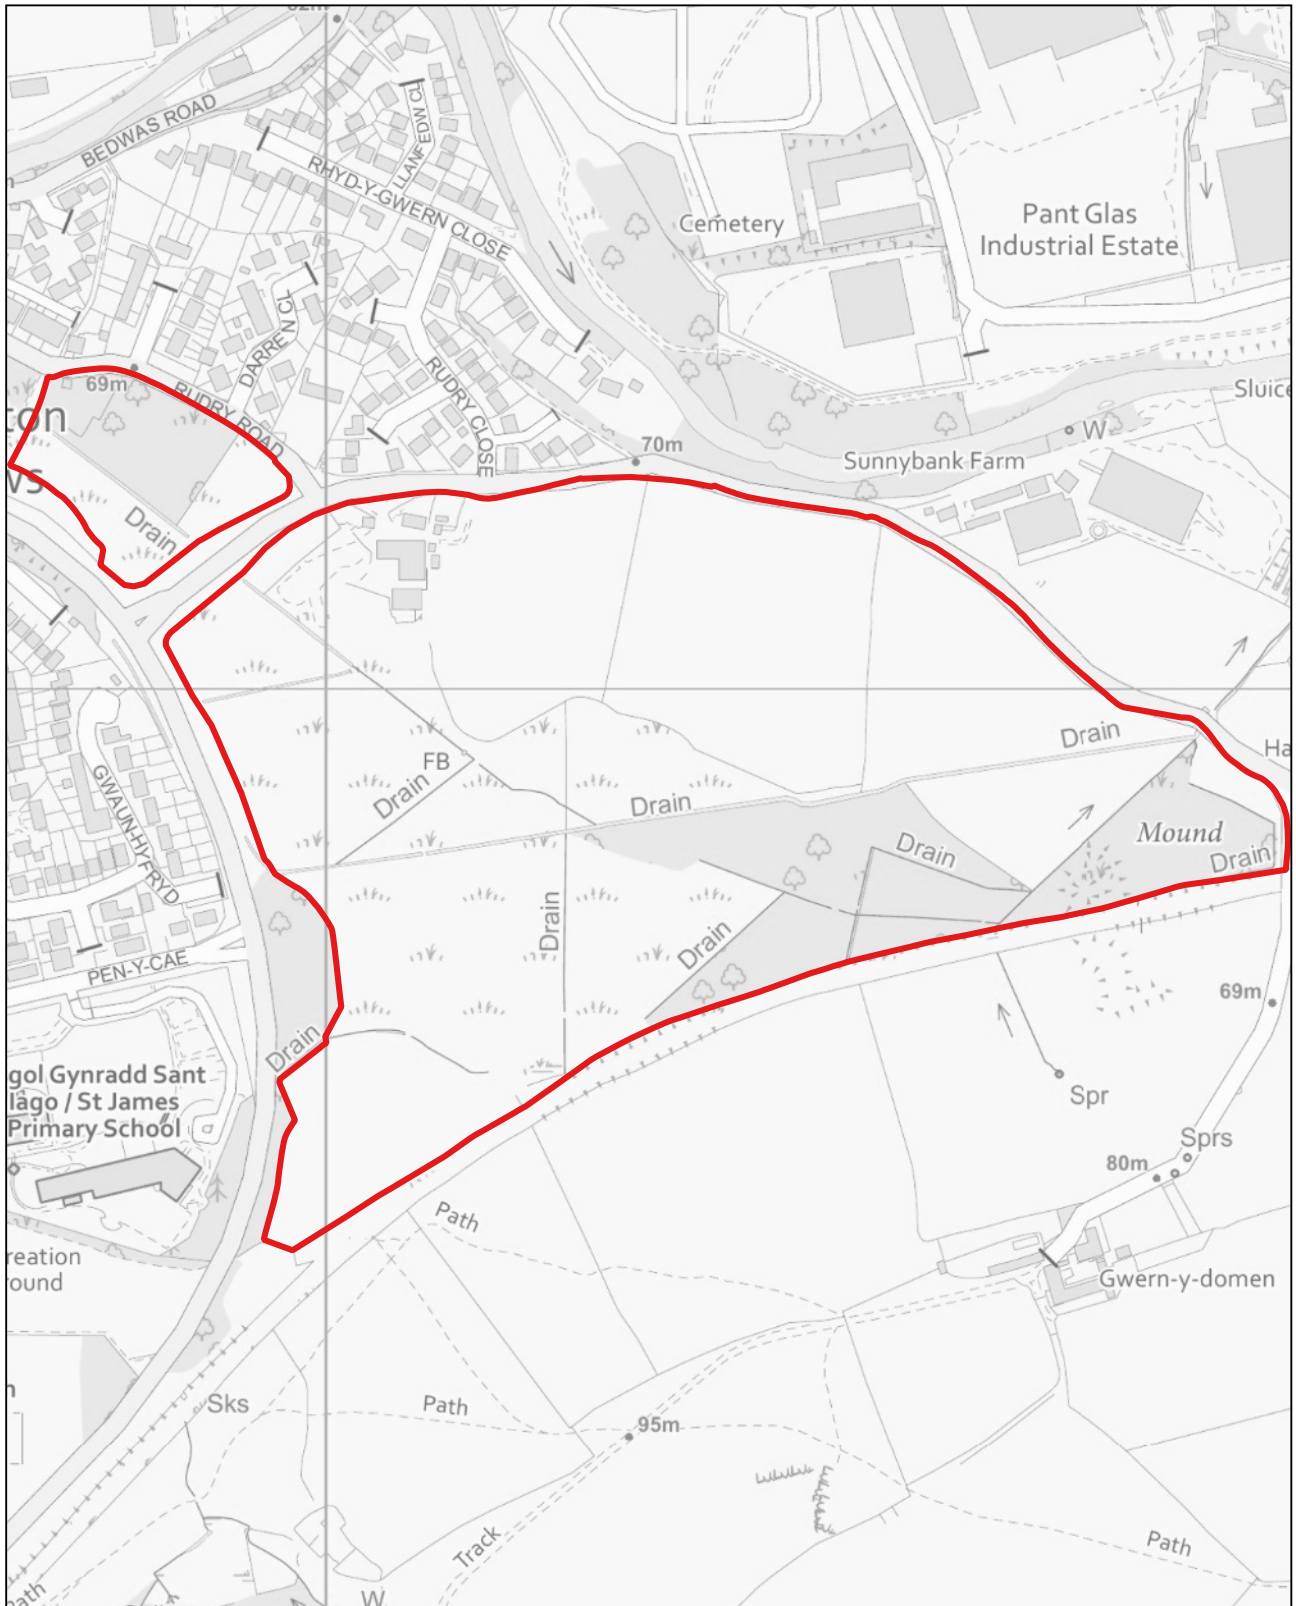 BEDWAS ROAD
LLANFEDW CL
RHYD-Y-GWERN CLOSE
Cemetery
Pant Glas
Industrial Estate
DARREN CL
69m
RUDRY ROAD
RUDRY CLOSE
Sluice
70m
W
Sunnybank Farm
Drain
Drain
FB
Drain
Drain
GWAUN-HYFRYD
Mound
Drain
Drain
Drain
Drain
PEN-Y-CAE
69m
Drain
gol Gynradd Sant
Iago / St James
Primary School
Spr
Sprs
80m
Path
reation
ound
Gwern-y-domen
Sks
Path
95m
Track
Path
ath
W